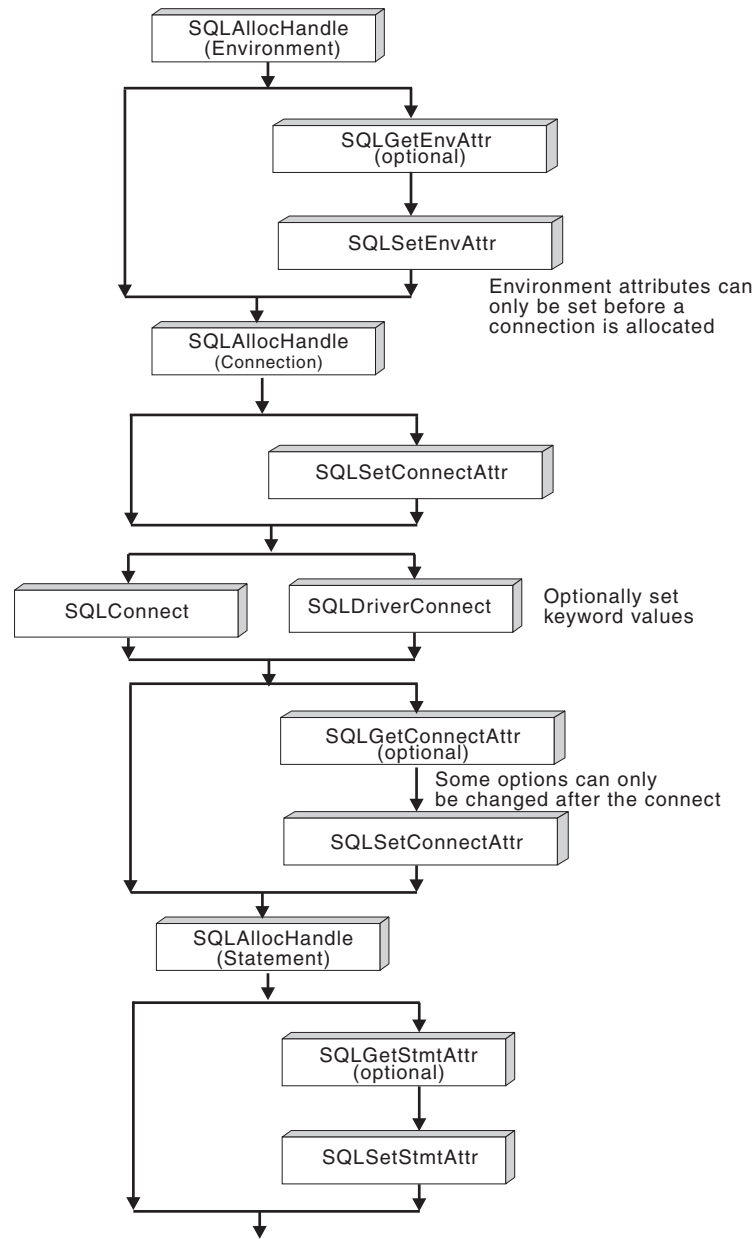 SQLAllocHandle
(Environment)
SQLGetEnvAttr
(optional)
SQLSetEnvAttr
Environment attributes can
only be set before a
connection is allocated
SQLAllocHandle
(Connection)
SQLSetConnectAttr
SQLConnect
SQLDriverConnect
Optionally set
keyword values
SQLGetConnectAttr
(optional)
Some options can only
be changed after the connect
SQLSetConnectAttr
SQLAllocHandle
(Statement)
SQLGetStmtAttr
(optional)
SQLSetStmtAttr